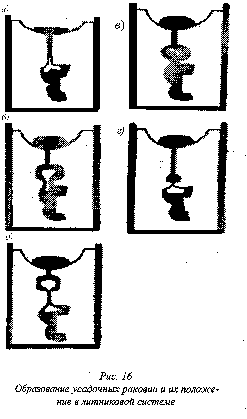 а)
в)
б)
г)
д)
Рис. 16
Образование усадочных раковин и их положе-
ние в литниковой системе